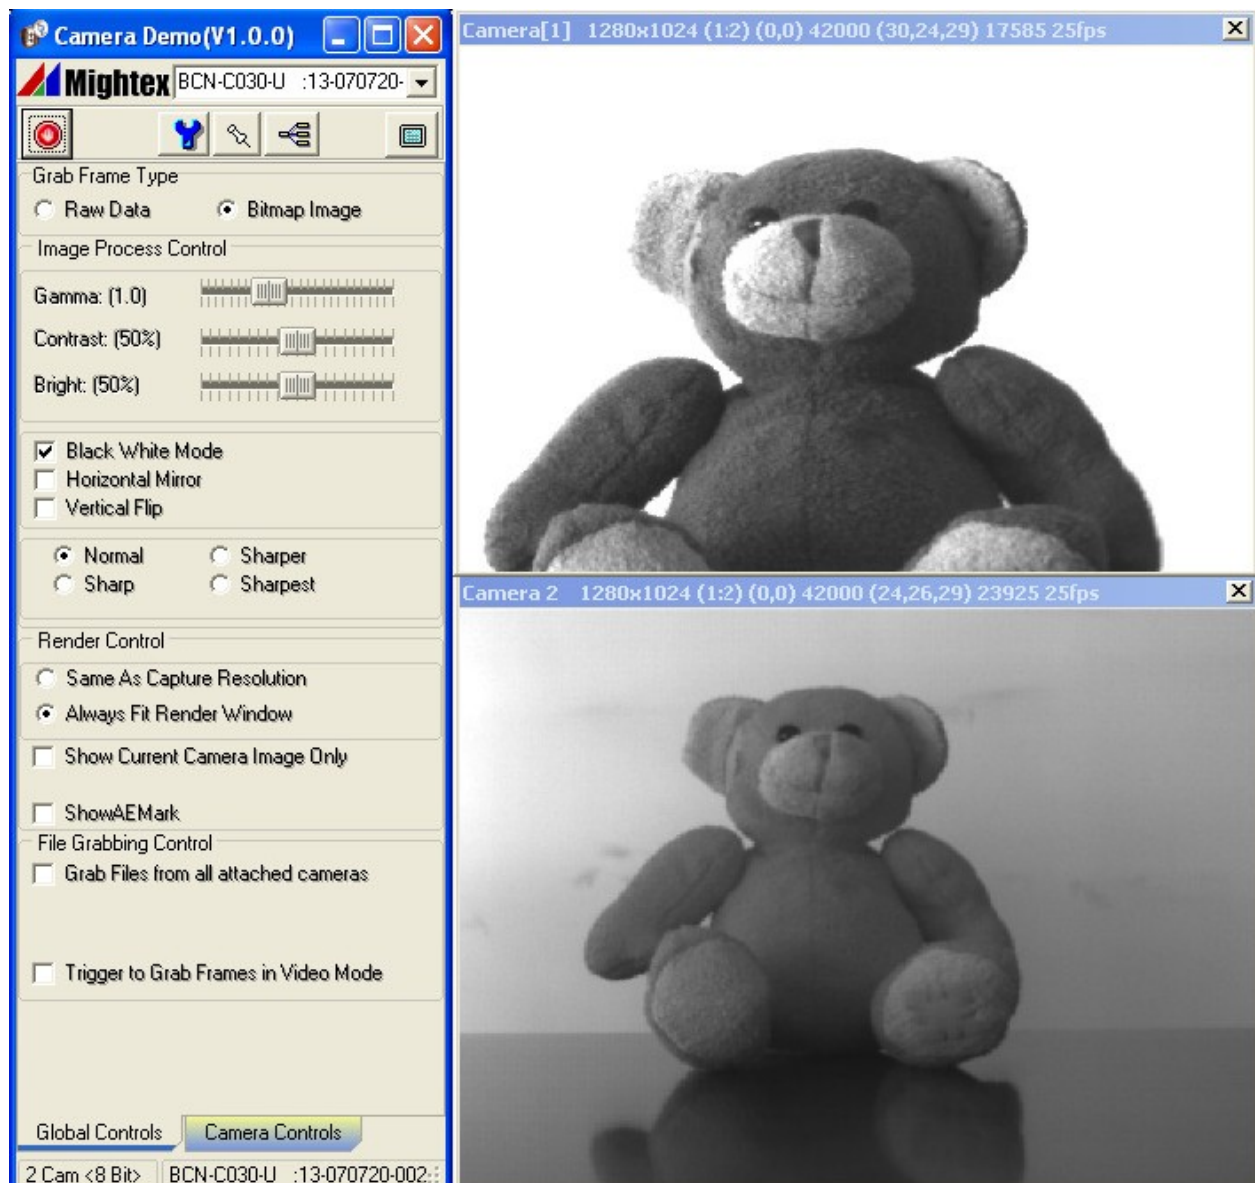 Camera Demo(V1.0.0)
Mightex BCN-C030-U :13-070720-
Grab Frame Type
Raw Data Bitmap Image
Image Process Control
Gamma: (1.0)
Contrast: (50%)
Bright: (50%)
Black White Mode
Horizontal Mirror
Vertical Flip
Normal Sharper
Sharp Sharpest
Render Control
Same As Capture Resolution
Always Fit Render Window
Show Current Camera Image Only
ShowAEMark
File Grabbing Control
Grab Files from all attached cameras
Trigger to Grab Frames in Video Mode
Global Controls Camera Controls
2 Cam <8 Bit> BCN-C030-U :13-070720-002:
Camera[1] 1280x1024 (1:2) (0,0) 42000 (30,24,29) 17585 25fps
Camera 2 1280x1024 (1:2) (0,0) 42000 (24,26,29) 23925 25fps